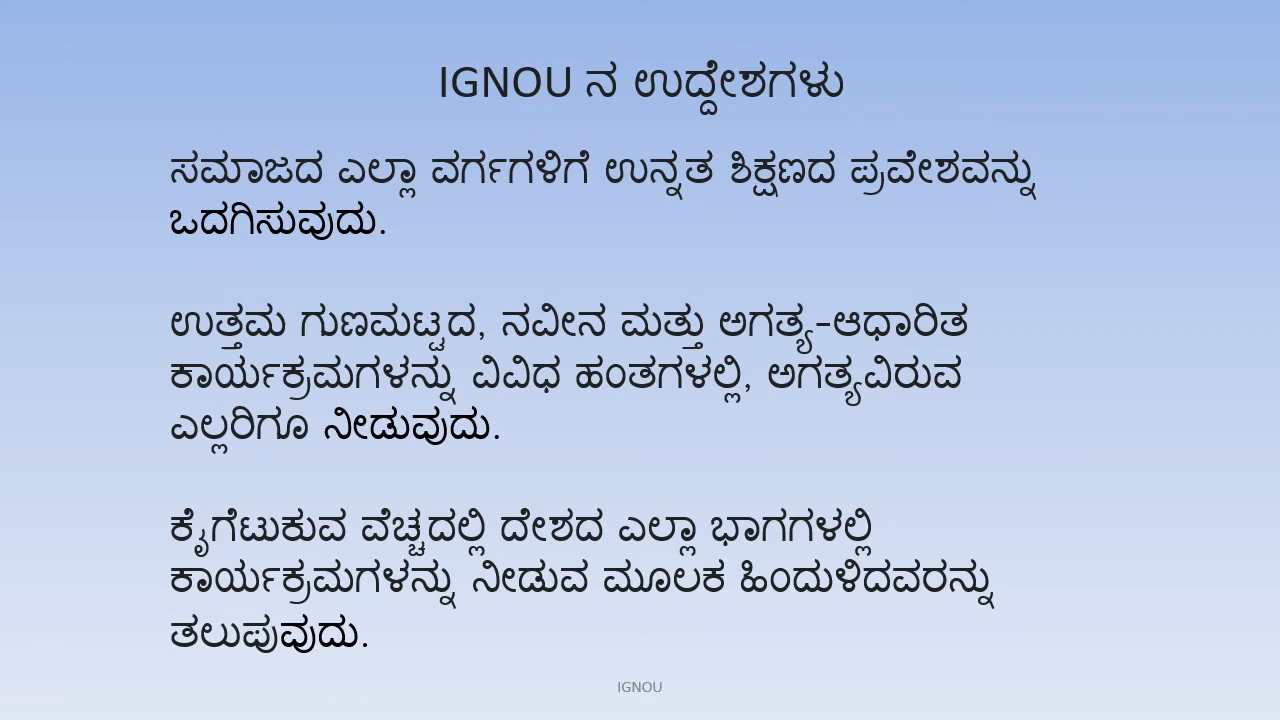 IGNOU ನ ಉದ್ದೇಶಗಳು
ಸಮಾಜದ ಎಲ್ಲಾ ವರ್ಗಗಳಿಗೆ ಉನ್ನತ ಶಿಕ್ಷಣದ ಪ್ರವೇಶವನ್ನು
ಒದಗಿಸುವುದು.
ಉತ್ತಮ ಗುಣಮಟ್ಟದ, ನವೀನ ಮತ್ತು ಅಗತ್ಯ-ಆಧಾರಿತ
ಕಾರ್ಯಕ್ರಮಗಳನ್ನು ವಿವಿಧ ಹಂತಗಳಲ್ಲಿ, ಅಗತ್ಯವಿರುವ
ಎಲ್ಲರಿಗೂ ನೀಡುವುದು.
ಕೈಗೆಟುಕುವ ವೆಚ್ಚದಲ್ಲಿ ದೇಶದ ಎಲ್ಲಾ ಭಾಗಗಳಲ್ಲಿ
ಕಾರ್ಯಕ್ರಮಗಳನ್ನು ನೀಡುವ ಮೂಲಕ ಹಿಂದುಳಿದವರನ್ನು
ತಲುಪುವುದು.
IGNOU